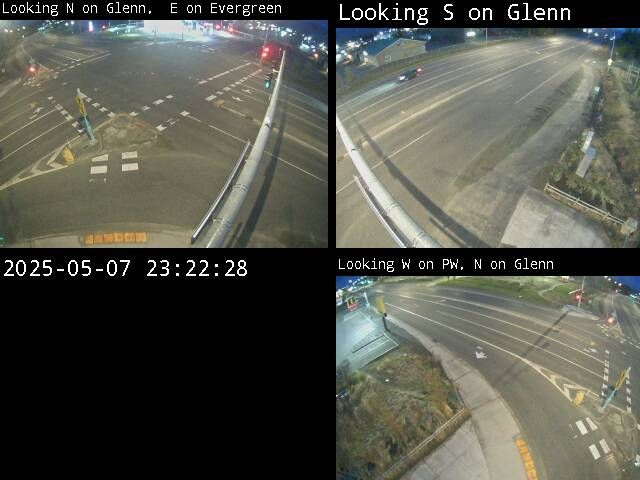 Looking N on Glenn, E on Evergreen
Looking S on Glenn
2025-05-07 23:22:28
Looking W on PW, N on Glenn